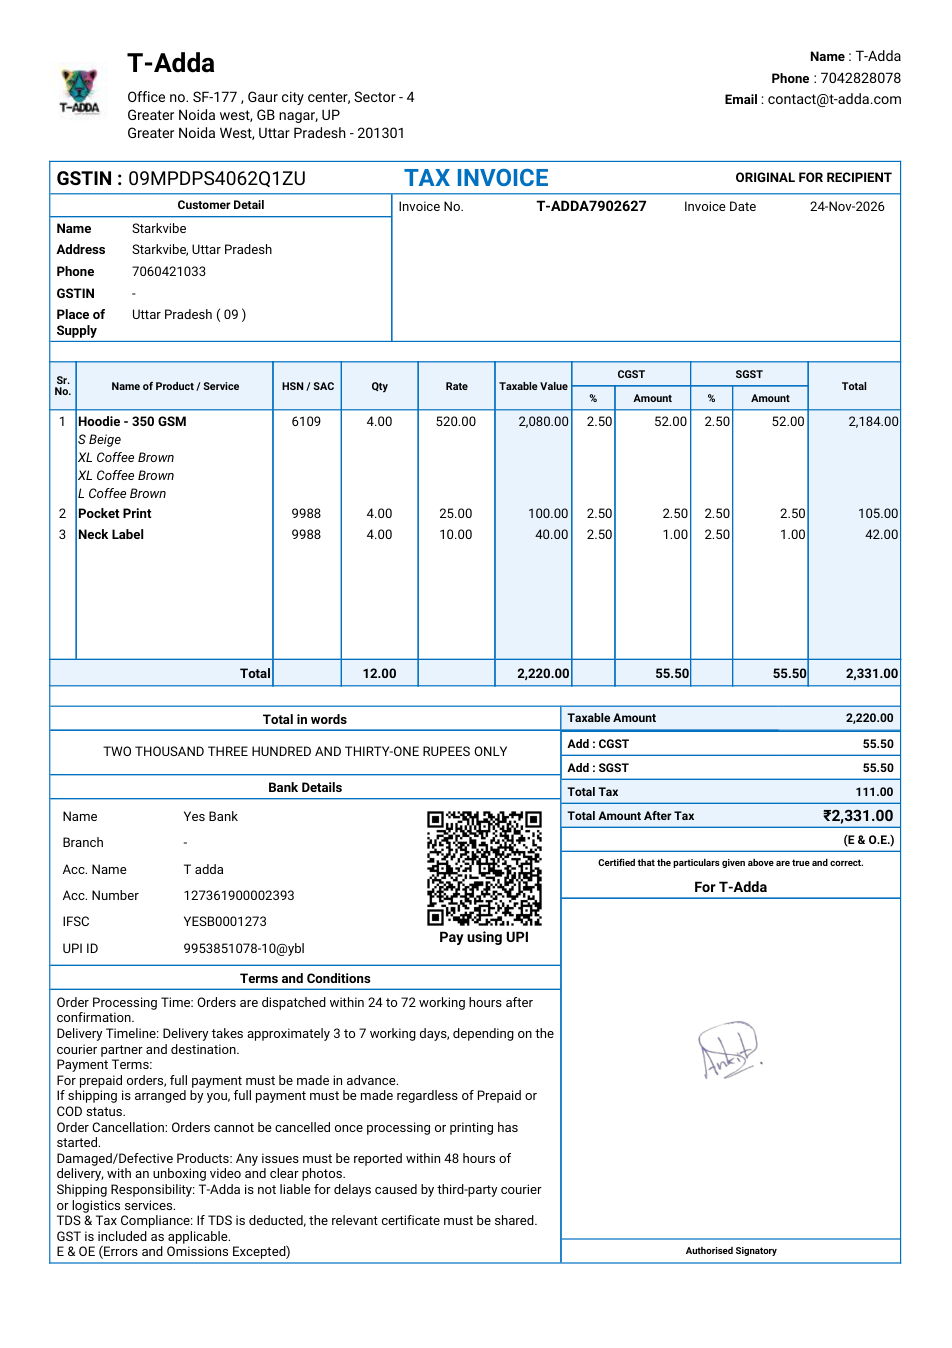 T-Adda
Office no. SF-177 , Gaur city center, Sector - 4
Greater Noida west, GB nagar, UP
Greater Noida West, Uttar Pradesh - 201301
T-ADDA
Name : T-Adda
Phone : 7042828078
Email : contact@t-adda.com
GSTIN : 09MPDPS4062Q1ZU TAX INVOICE ORIGINAL FOR RECIPIENT
Customer Detail
Invoice No. T-ADDA7902627 Invoice Date 24-Nov-2026
Name Starkvibe
Address Starkvibe, Uttar Pradesh
Phone 7060421033
GSTIN -
Place of Supply Uttar Pradesh ( 09 )
Sr. No. Name of Product / Service HSN / SAC Qty Rate Taxable Value CGST SGST Total
% Amount % Amount
1 Hoodie - 350 GSM 6109 4.00 520.00 2,080.00 2.50 52.00 2.50 52.00 2,184.00
S Beige
XL Coffee Brown
XL Coffee Brown
L Coffee Brown
2 Pocket Print 9988 4.00 25.00 100.00 2.50 2.50 2.50 2.50 105.00
3 Neck Label 9988 4.00 10.00 40.00 2.50 1.00 2.50 1.00 42.00
Total 12.00 2,220.00 55.50 55.50 2,331.00
Total in words
TWO THOUSAND THREE HUNDRED AND THIRTY-ONE RUPEES ONLY
Bank Details
Name Yes Bank
Branch -
Acc. Name T adda
Acc. Number 127361900002393
IFSC YESB0001273
UPI ID 9953851078-10@ybl
Pay using UPI
Taxable Amount 2,220.00
Add : CGST 55.50
Add : SGST 55.50
Total Tax 111.00
Total Amount After Tax ₹2,331.00
(E & O.E.)
Certified that the particulars given above are true and correct.
For T-Adda
Ankit
Authorised Signatory
Terms and Conditions
Order Processing Time: Orders are dispatched within 24 to 72 working hours after
confirmation.
Delivery Timeline: Delivery takes approximately 3 to 7 working days, depending on the
courier partner and destination.
Payment Terms:
For prepaid orders, full payment must be made in advance.
If shipping is arranged by you, full payment must be made regardless of Prepaid or
COD status.
Order Cancellation: Orders cannot be cancelled once processing or printing has
started.
Damaged/Defective Products: Any issues must be reported within 48 hours of
delivery, with an unboxing video and clear photos.
Shipping Responsibility: T-Adda is not liable for delays caused by third-party courier
or logistics services.
TDS & Tax Compliance: If TDS is deducted, the relevant certificate must be shared.
GST is included as applicable.
E & OE (Errors and Omissions Excepted)